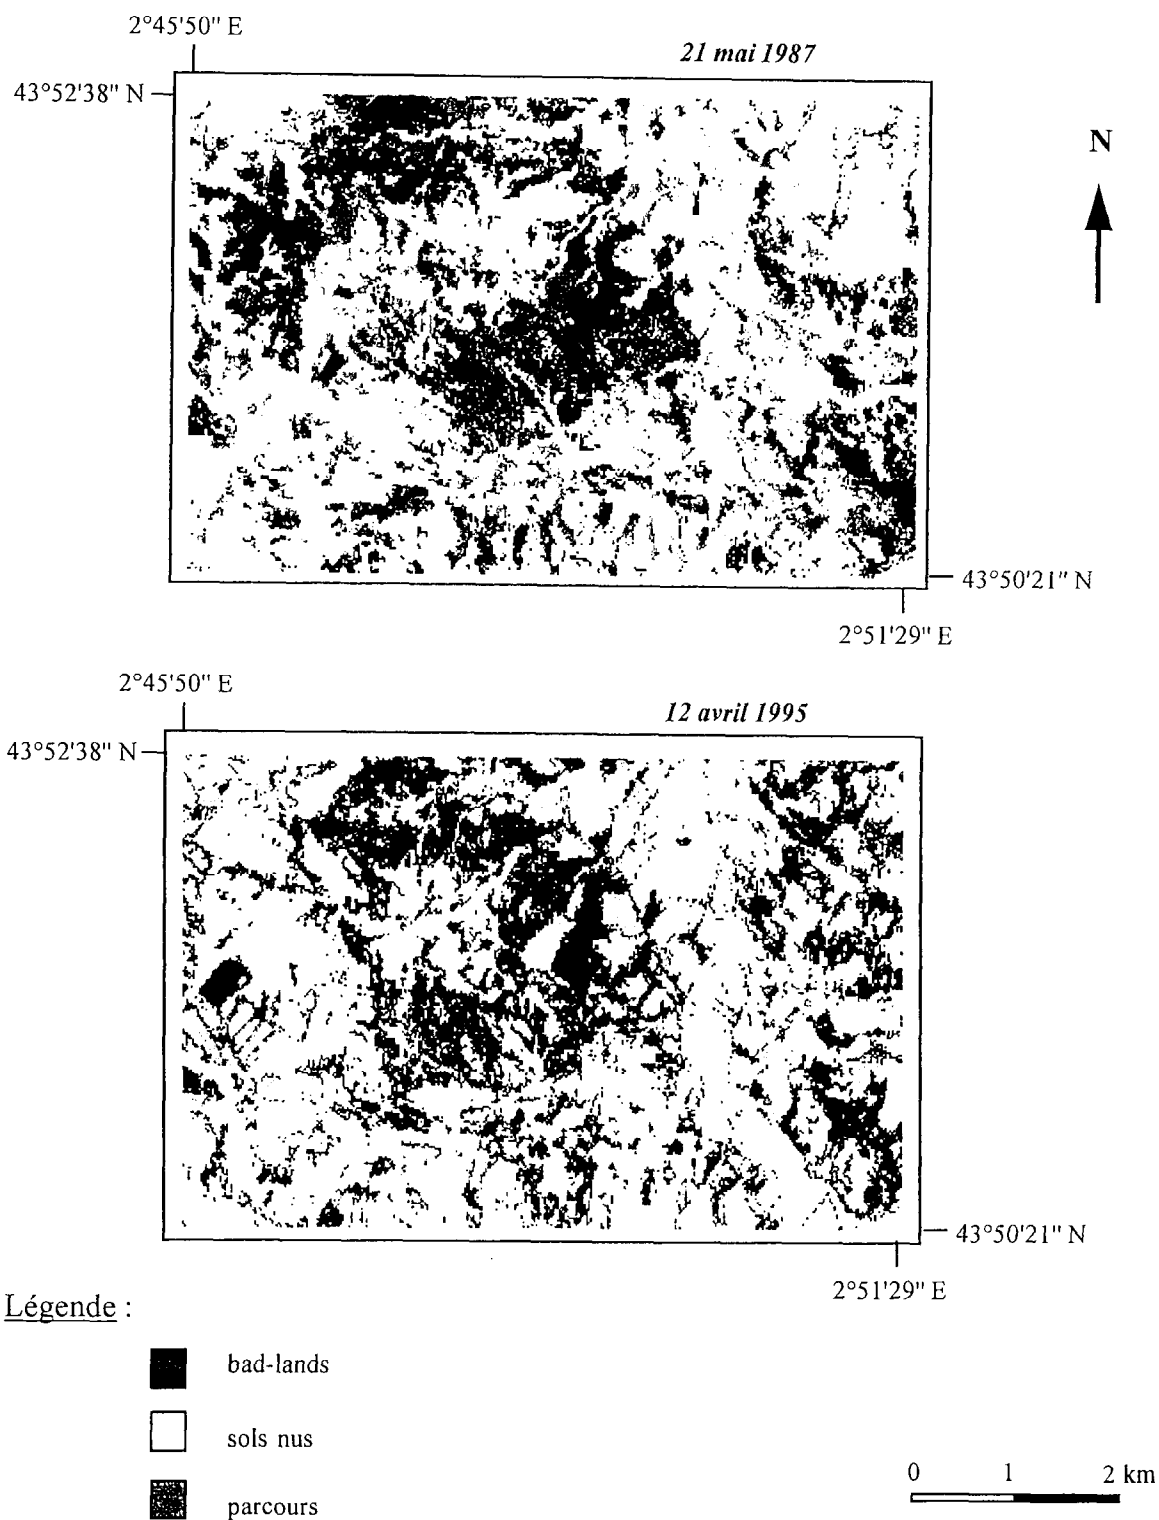 2°45'50" E
21 mai 1987
43°52'38" N
N
43°50'21" N
2°51'29" E
2°45'50" E
12 avril 1995
43°52'38" N
43°50'21" N
2°51'29" E
Légende :
bad-lands
sols nus
parcours
0 1 2 km